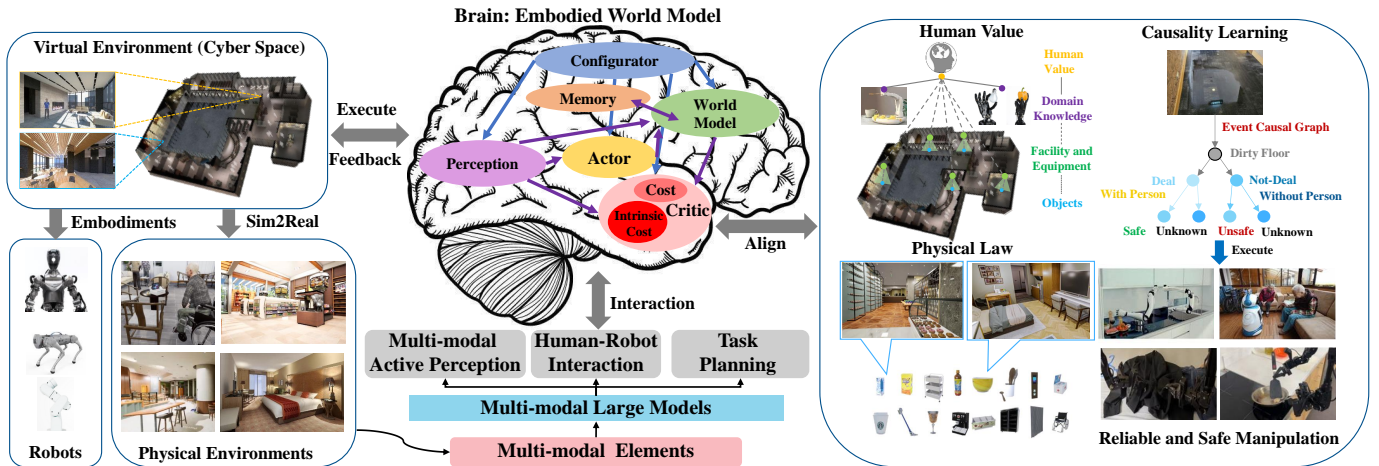 Brain: Embodied World Model
Virtual Environment (Cyber Space)
Embodiments
Sim2Real
Robots
Physical Environments
Execute
Feedback
Configurator
Memory
World
Model
Perception
Actor
Cost
Critic
Intrinsic
Cost
Align
Interaction
Multi-modal
Active Perception
Human-Robot
Interaction
Task
Planning
Multi-modal Large Models
Multi-modal Elements
Human Value
Human
Value
Domain
Knowledge
Facility and
Equipment
Objects
Physical Law
Causality Learning
Event Causal Graph
Dirty Floor
Deal
Not-Deal
With Person
Without Person
Safe
Unknown
Unsafe
Unknown
Execute
Reliable and Safe Manipulation